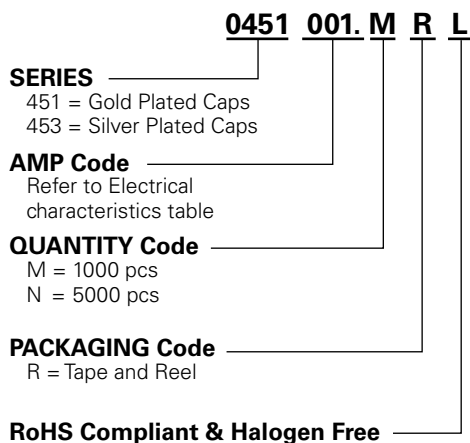 0451 001. M R L
SERIES
451 = Gold Plated Caps
453 = Silver Plated Caps
AMP Code
Refer to Electrical
characteristics table
QUANTITY Code
M = 1000 pcs
N = 5000 pcs
PACKAGING Code
R = Tape and Reel
RoHS Compliant & Halogen Free